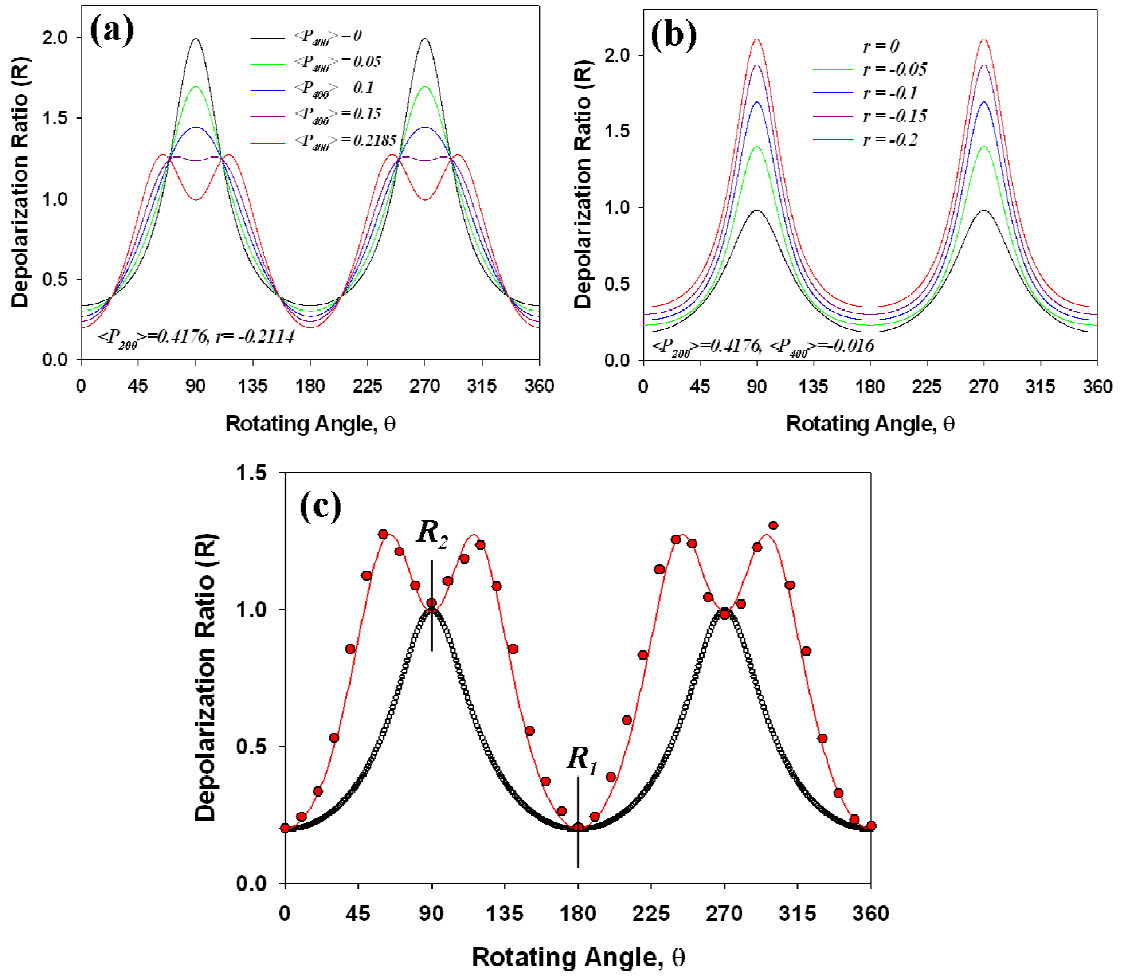 (a)
<P400> = 0
<P400> = 0.05
<P400> 0.1
<P400> = 0.15
<P400> = 0.2185
Depolarization Ratio (R)
2.0
1.5
1.0
0.5
0.0
<P200>=0.4176, r= -0.2114
0 45 90 135 180 225 270 315 360
Rotating Angle, θ
(b)
r = 0
r = -0.05
r = -0.1
r = -0.15
r = -0.2
Depolarization Ratio (R)
2.0
1.5
1.0
0.5
0.0
<P200>=0.4176, <P400>=-0.016
0 45 90 135 180 225 270 315 360
Rotating Angle, θ
(c)
R2
R1
Depolarization Ratio (R)
1.5
1.0
0.5
0.0
0 45 90 135 180 225 270 315 360
Rotating Angle, θ